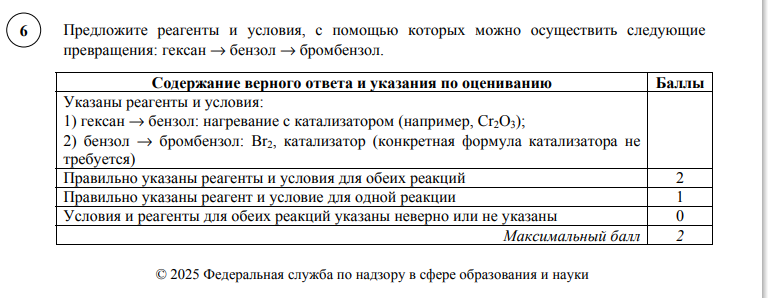 6
Предложите реагенты и условия, с помощью которых можно осуществить следующие
превращения: гексан → бензол → бромбензол.
Содержание верного ответа и указания по оцениванию Баллы
Указаны реагенты и условия:
1) гексан → бензол: нагревание с катализатором (например, Cr₂O₃);
2) бензол → бромбензол: Br₂, катализатор (конкретная формула катализатора не
требуется)
Правильно указаны реагенты и условия для обеих реакций 2
Правильно указаны реагент и условие для одной реакции 1
Условия и реагенты для обеих реакций указаны неверно или не указаны 0
Максимальный балл 2
© 2025 Федеральная служба по надзору в сфере образования и науки